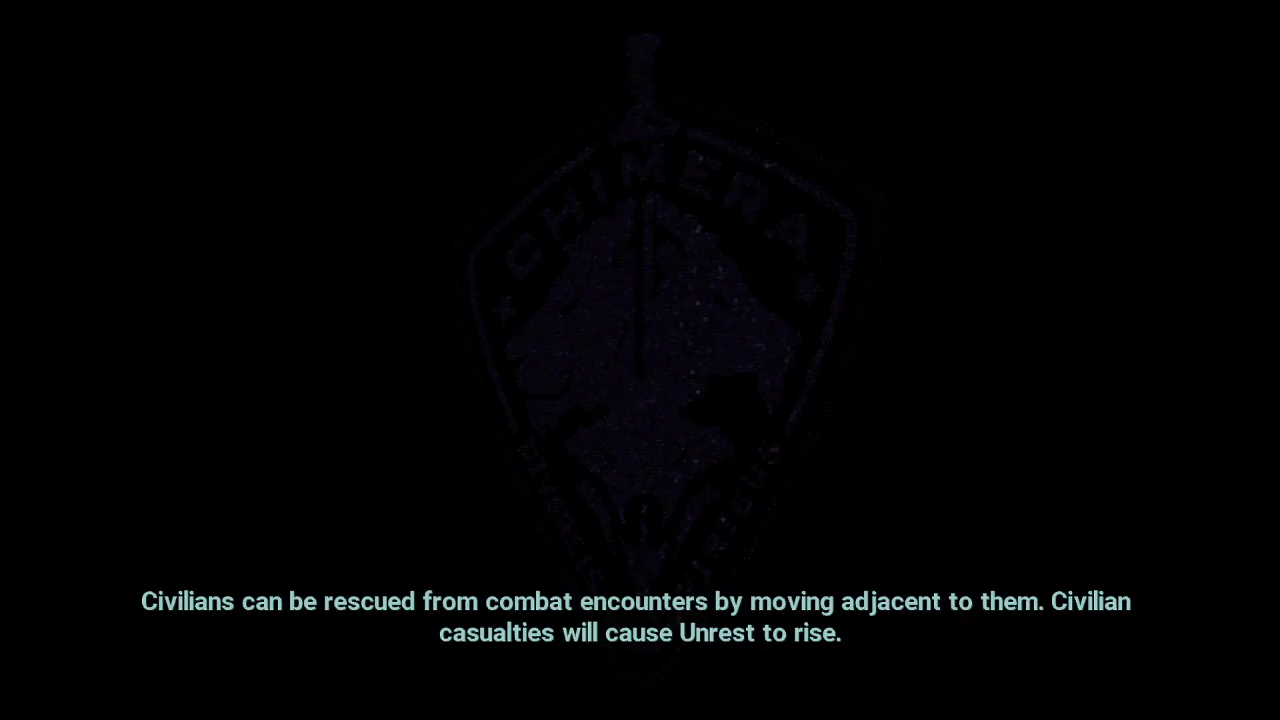 CHIMERA
Civilians can be rescued from combat encounters by moving adjacent to them. Civilian
casualties will cause Unrest to rise.